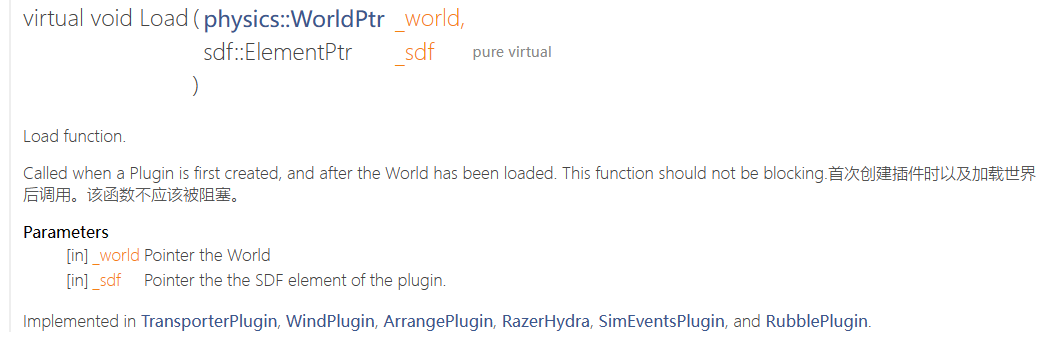 virtual void Load ( physics::WorldPtr _world,
sdf::ElementPtr _sdf pure virtual
)
Load function.
Called when a Plugin is first created, and after the World has been loaded. This function should not be blocking.首次创建插件时以及加载世界
后调用。该函数不应该被阻塞。
Parameters
[in] _world Pointer the World
[in] _sdf Pointer the the SDF element of the plugin.
Implemented in TransporterPlugin, WindPlugin, ArrangePlugin, RazerHydra, SimEventsPlugin, and RubblePlugin.